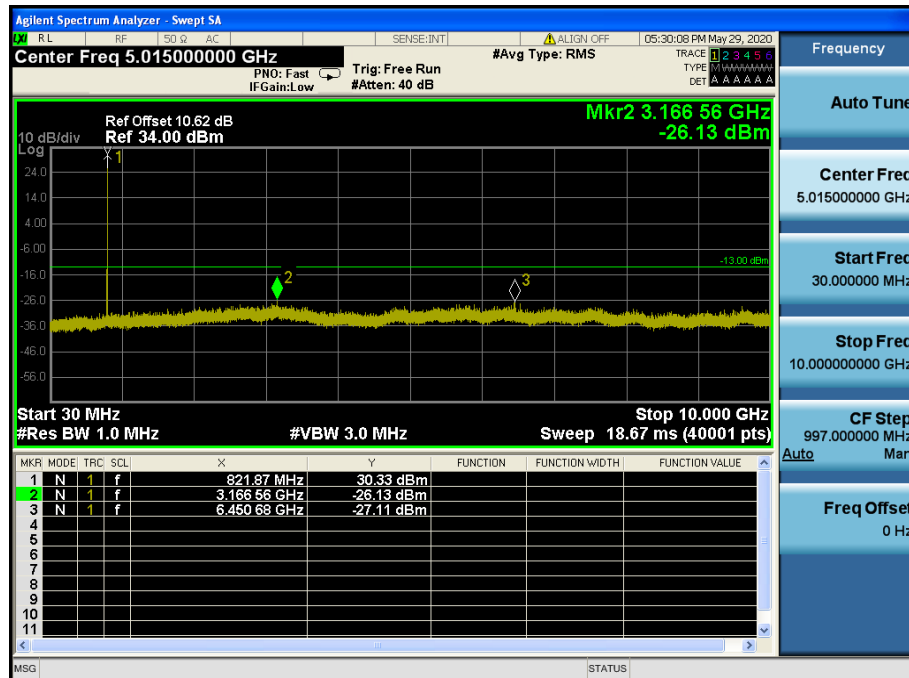 Agilent Spectrum Analyzer - Swept SA
LXI RL RF 50 Ω AC SENSE:INT ALIGN OFF 05:30:08 PM May 29, 2020
Center Freq 5.015000000 GHz
PNO: Fast
IFGain:Low
Trig: Free Run
#Atten: 40 dB
#Avg Type: RMS
TRACE 1 2 3 4 5 6
TYPE M WWWWW
DET A A A A A A
Mkr2 3.166 56 GHz
-26.13 dBm
Ref Offset 10.62 dB
10 dB/div Ref 34.00 dBm
Log
1
24.0
14.0
4.00
-6.00
-13.00 dBm
-16.0
2
3
-26.0
-36.0
-46.0
-56.0
Start 30 MHz Stop 10.000 GHz
#Res BW 1.0 MHz #VBW 3.0 MHz Sweep 18.67 ms (40001 pts)
MKR MODE TRC SCL X Y FUNCTION FUNCTION WIDTH FUNCTION VALUE
1 N 1 f 821.87 MHz 30.33 dBm
2 N 1 f 3.166 56 GHz -26.13 dBm
3 N 1 f 6.450 68 GHz -27.11 dBm
4
5
6
7
8
9
10
11
MSG STATUS
Frequency
Auto Tune
Center Freq
5.015000000 GHz
Start Freq
30.000000 MHz
Stop Freq
10.000000000 GHz
CF Step
997.000000 MHz
Auto Man
Freq Offset
0 Hz